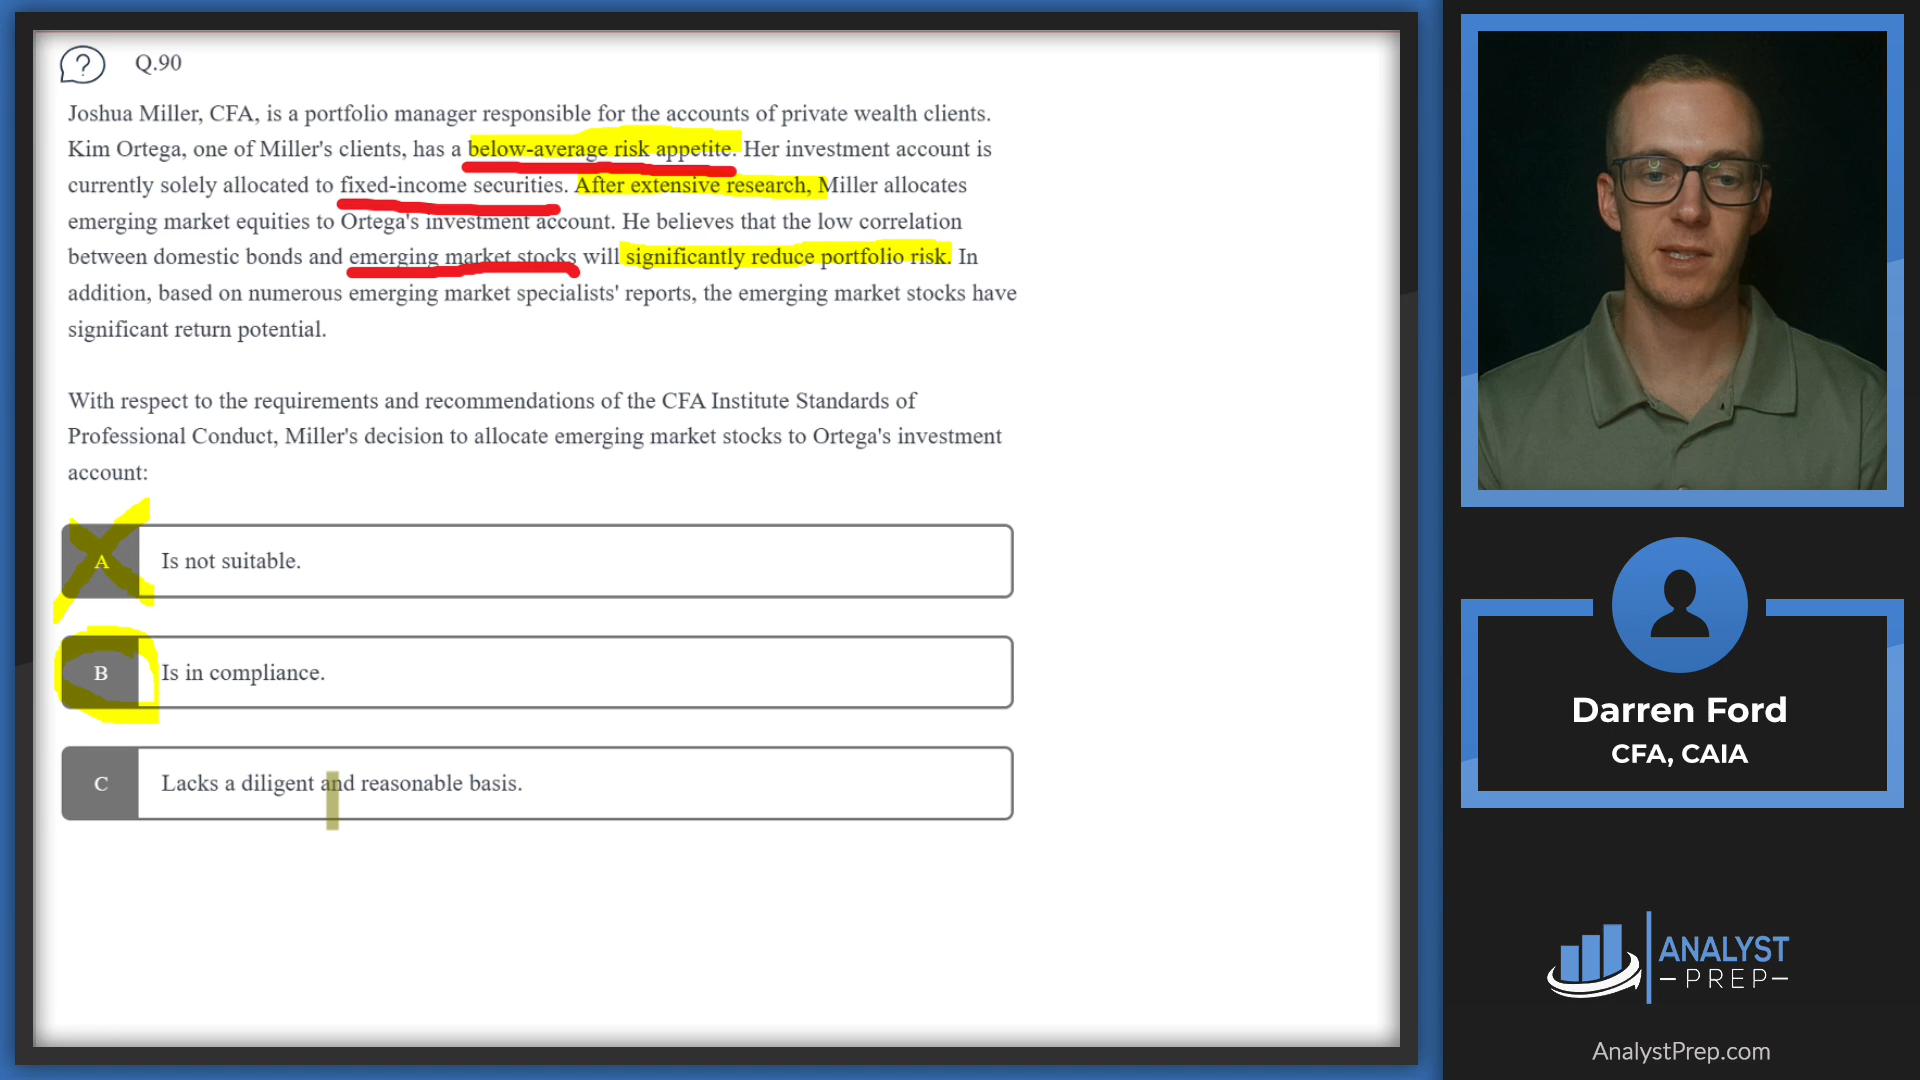 ?
Q.90
Joshua Miller, CFA, is a portfolio manager responsible for the accounts of private wealth clients.
Kim Ortega, one of Miller's clients, has a below-average risk appetite. Her investment account is
currently solely allocated to fixed-income securities. After extensive research, Miller allocates
emerging market equities to Ortega's investment account. He believes that the low correlation
between domestic bonds and emerging market stocks will significantly reduce portfolio risk. In
addition, based on numerous emerging market specialists' reports, the emerging market stocks have
significant return potential.
With respect to the requirements and recommendations of the CFA Institute Standards of
Professional Conduct, Miller's decision to allocate emerging market stocks to Ortega's investment
account:
A Is not suitable.
B Is in compliance.
C Lacks a diligent and reasonable basis.
Darren Ford
CFA, CAIA
ANALYST
PREP
AnalystPrep.com